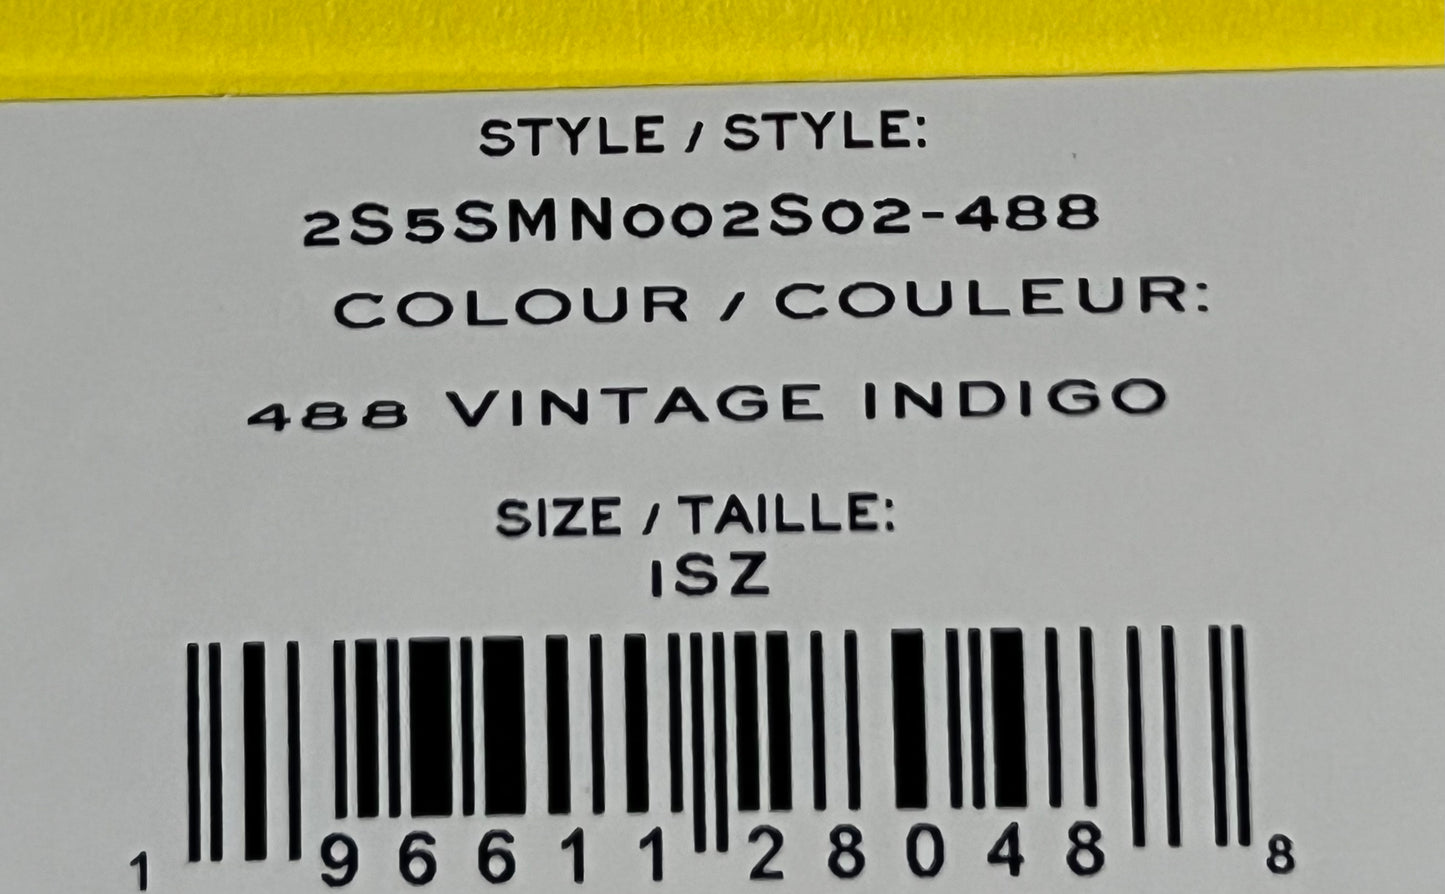 STYLE / STYLE:
2S5SMN002S02-488
COLOUR / COULEUR:
488 VINTAGE INDIGO
SIZE / TAILLE:
1SZ
1 96611 28048 8